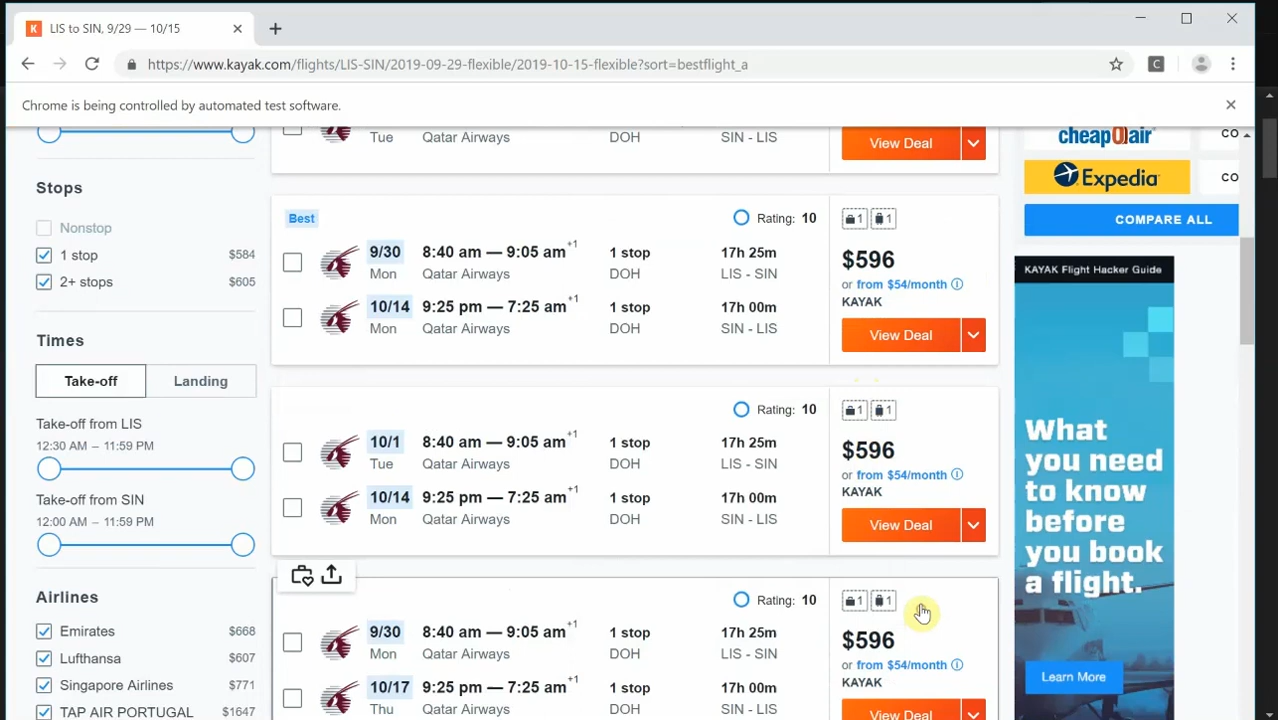 K LIS to SIN, 9/29 — 10/15
https://www.kayak.com/flights/LIS-SIN/2019-09-29-flexible/2019-10-15-flexible?sort=bestflight_a
C
Chrome is being controlled by automated test software.
Tue Qatar Airways DOH SIN - LIS View Deal
Best Rating: 10 1 1
9/30 8:40 am — 9:05 am+1 1 stop 17h 25m $596
Mon Qatar Airways DOH LIS - SIN or from $54/month
10/14 9:25 pm — 7:25 am+1 1 stop 17h 00m KAYAK
Mon Qatar Airways SIN - LIS View Deal
DOH
Rating: 10 1 1
10/1 8:40 am — 9:05 am+1 1 stop 17h 25m $596
Tue Qatar Airways DOH LIS - SIN or from $54/month
10/14 9:25 pm — 7:25 am+1 1 stop 17h 00m KAYAK
Mon Qatar Airways DOH SIN - LIS View Deal
Rating: 10 1 1
9/30 8:40 am — 9:05 am+1 1 stop 17h 25m $596
Mon Qatar Airways DOH LIS - SIN or from $54/month
10/17 9:25 pm — 7:25 am+1 1 stop 17h 00m KAYAK
Thu Qatar Airways DOH SIN - LIS View Deal
Stops
Nonstop
1 stop $584
2+ stops $605
Times
Take-off Landing
Take-off from LIS
12:30 AM – 11:59 PM
Take-off from SIN
12:00 AM – 11:59 PM
Airlines
Emirates $668
Lufthansa $607
Singapore Airlines $771
TAP AIR PORTUGAL $1647
cheapOair CO
Expedia CO
COMPARE ALL
KAYAK Flight Hacker Guide
What
you need
to know
before
you book
a flight.
Learn More